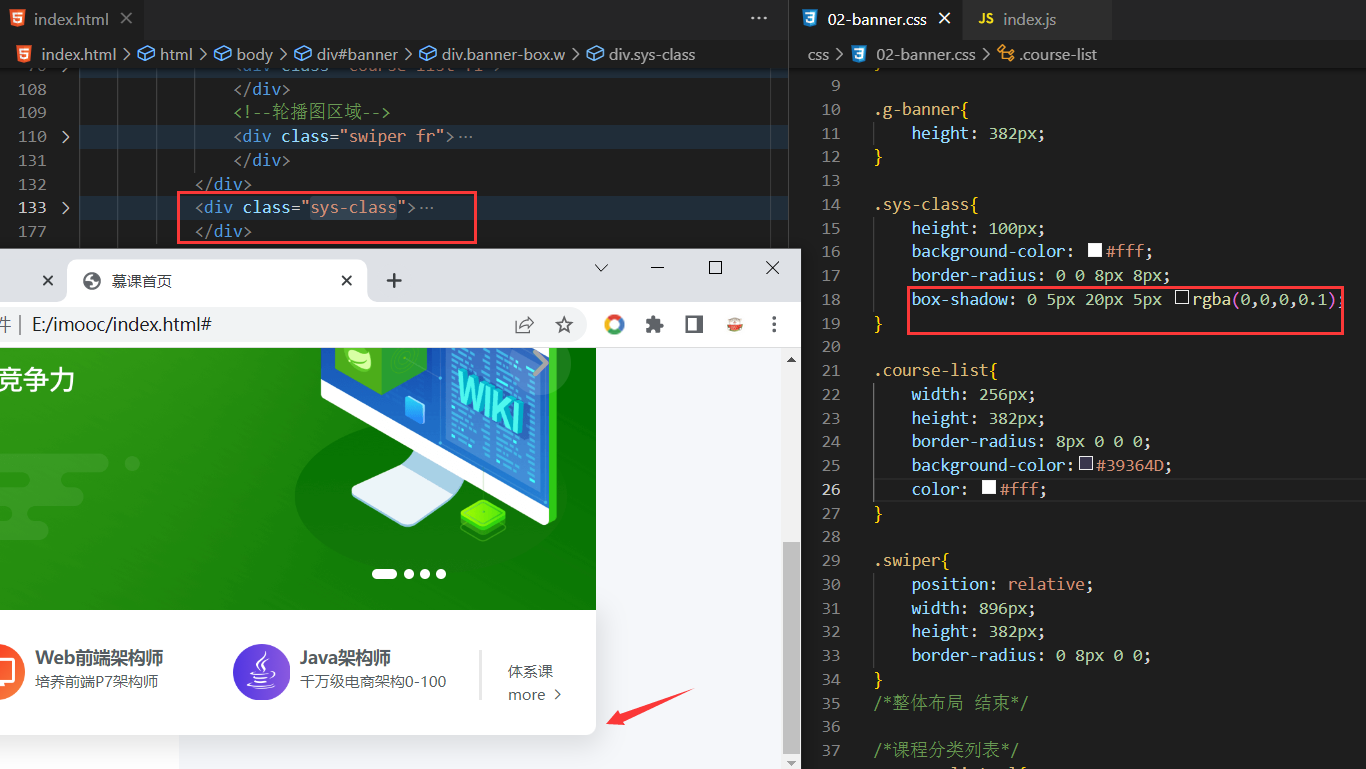 index.html
index.html > html > body > div#banner > div.banner-box.w > div.sys-class
108 </div>
109 <!--轮播图区域-->
110 <div class="swiper fr">…
131 </div>
132 </div>
133 <div class="sys-class">…
177 </div>
慕课首页
件 | E:/imooc/index.html#
竞争力
WIKI
Web前端架构师
培养前端P7架构师
Java架构师
千万级电商架构0-100
体系课
more >
02-banner.css
JS index.js
css > 02-banner.css > .course-list
9
10 .g-banner{
11 height: 382px;
12 }
13
14 .sys-class{
15 height: 100px;
16 background-color: #fff;
17 border-radius: 0 0 8px 8px;
18 box-shadow: 0 5px 20px 5px rgba(0,0,0,0.1);
19 }
20
21 .course-list{
22 width: 256px;
23 height: 382px;
24 border-radius: 8px 0 0 0;
25 background-color: #39364D;
26 color: #fff;
27 }
28
29 .swiper{
30 position: relative;
31 width: 896px;
32 height: 382px;
33 border-radius: 0 8px 0 0;
34 }
35 /*整体布局 结束*/
36
37 /*课程分类列表*/